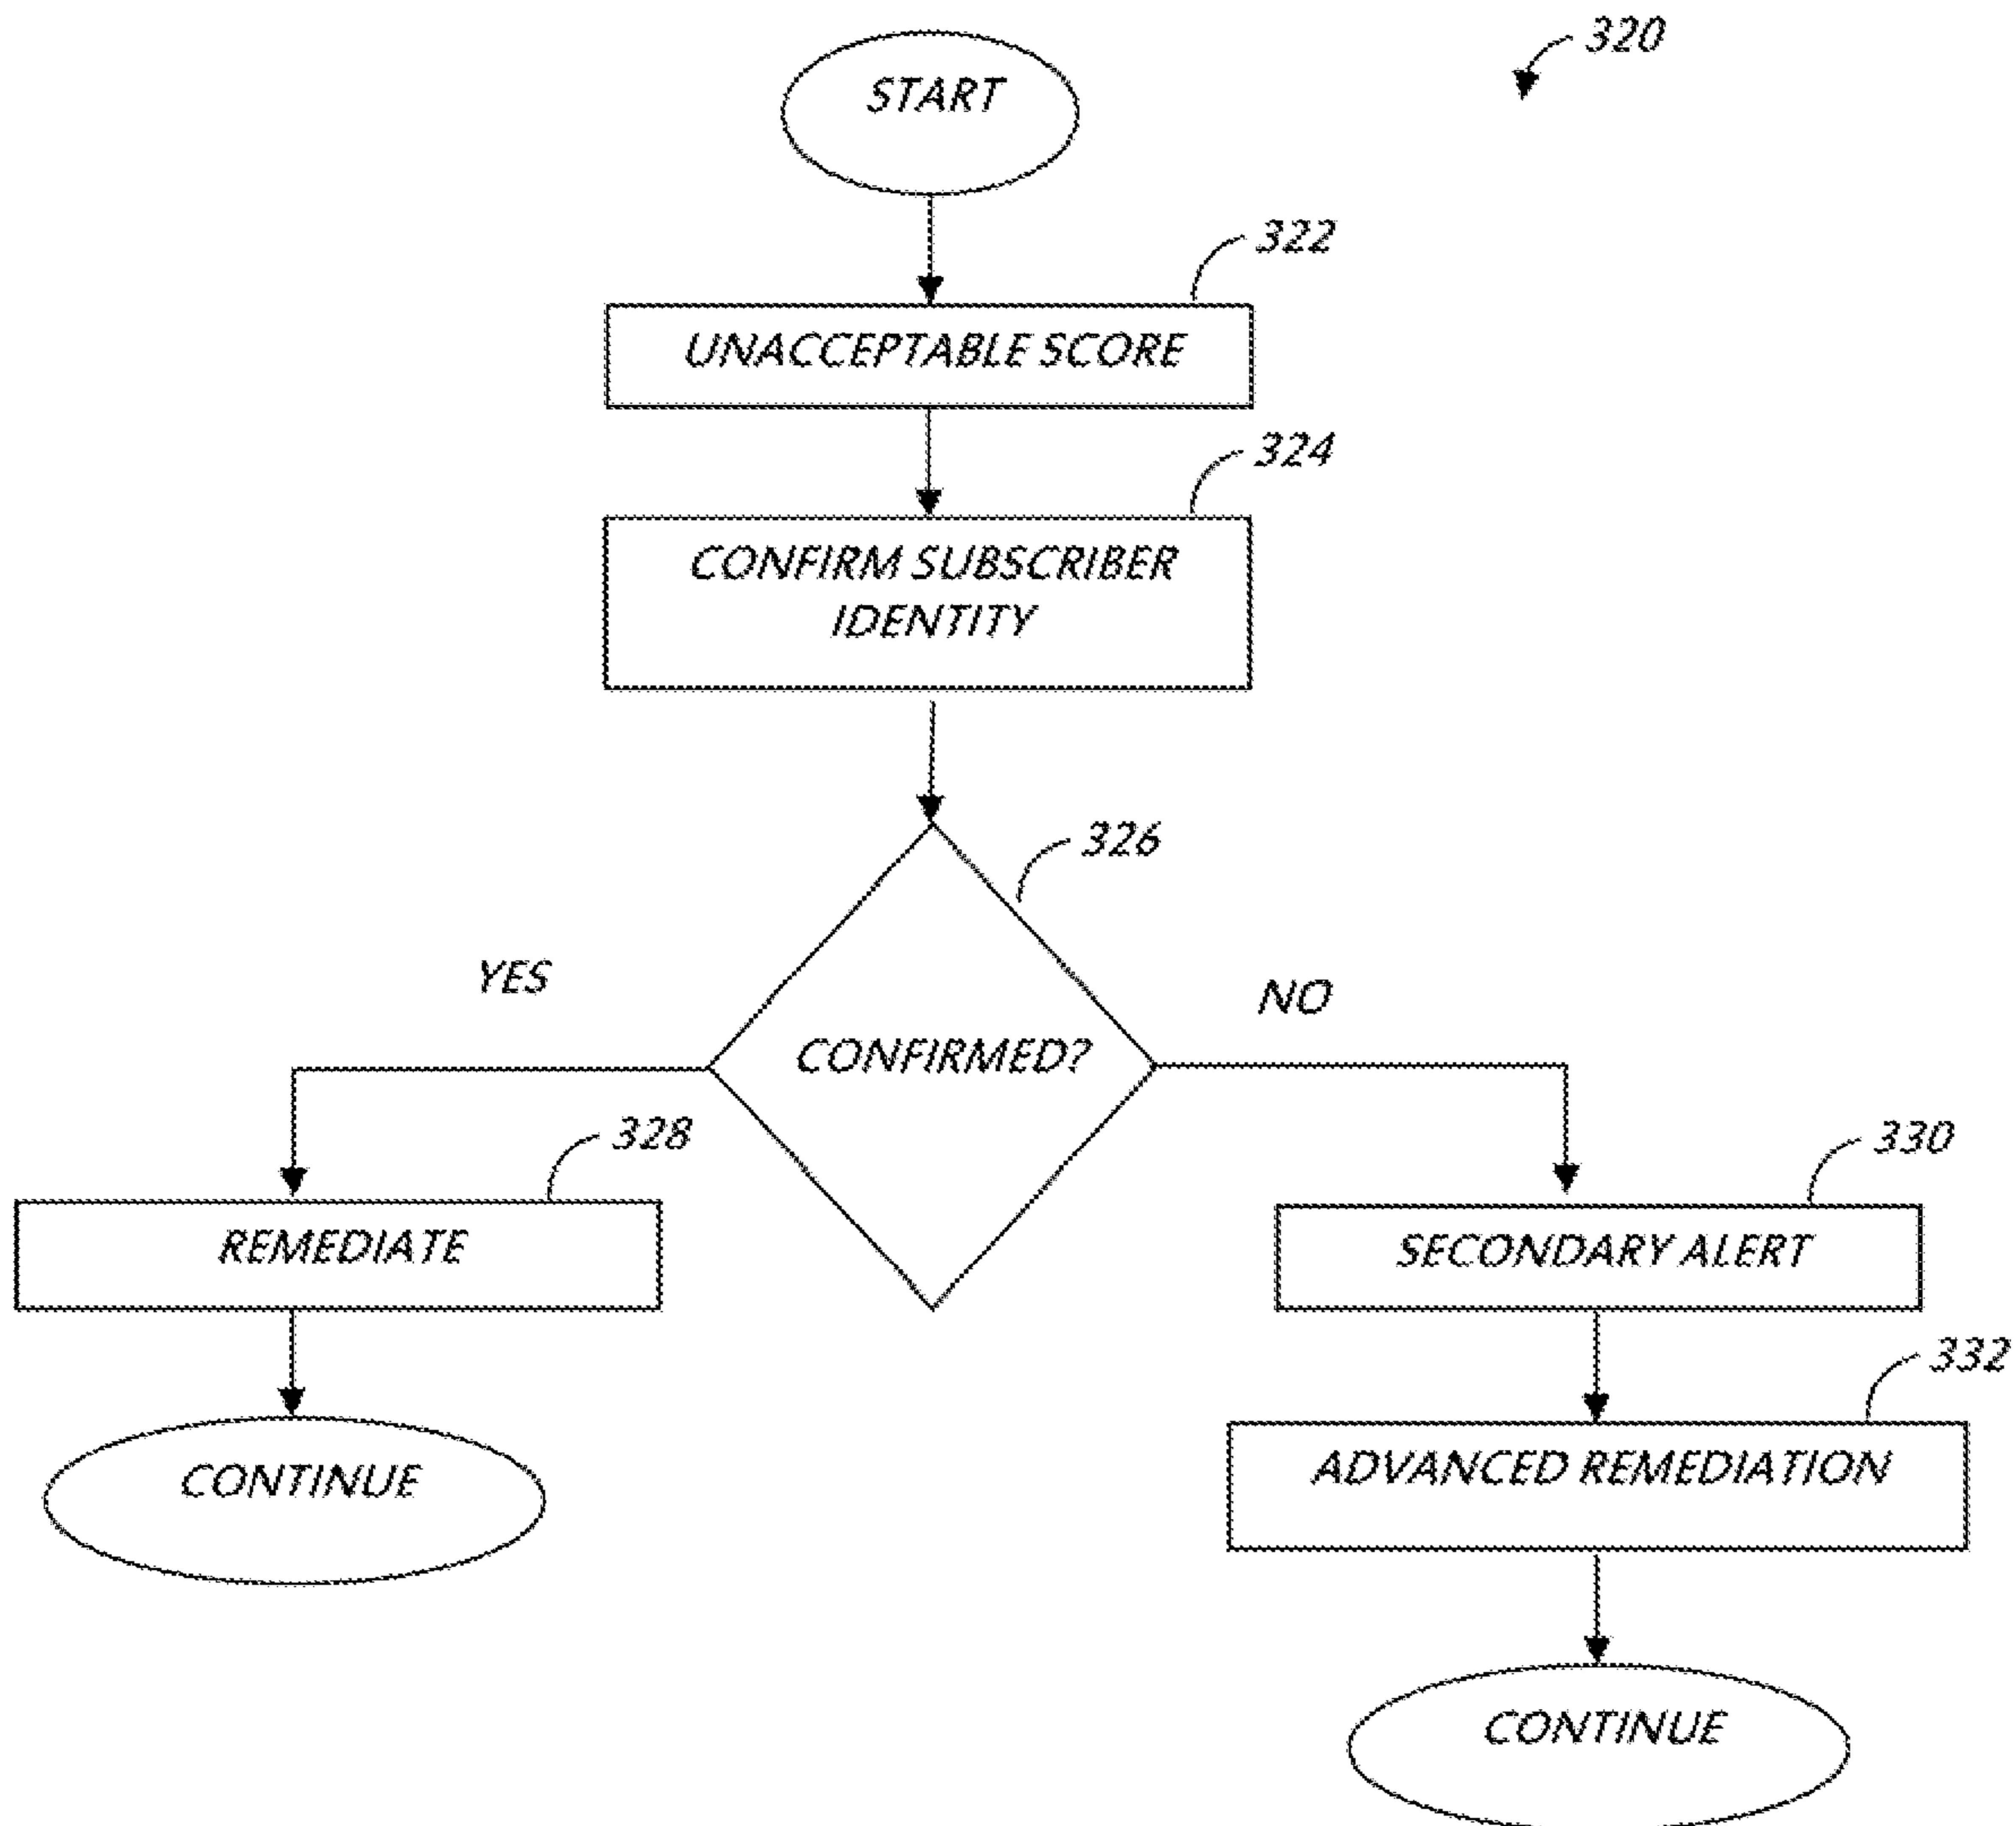 320
START
322
UNACCEPTABLE SCORE
324
CONFIRM SUBSCRIBER
IDENTITY
326
YES
NO
CONFIRMED?
328
330
REMEDIATE
SECONDARY ALERT
332
CONTINUE
ADVANCED REMEDIATION
CONTINUE